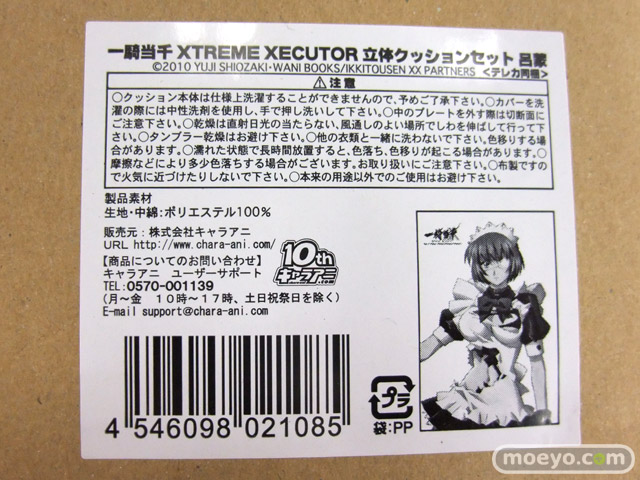 一騎当千 XTREME XECUTOR 立体クッションセット 呂蒙
©2010 YUJI SHIOZAKI・WANI BOOKS/IKKITOUSEN XX PARTNERS <テレカ同梱>
⚠注意
○クッション本体は仕様上洗濯することができませんので、予めご了承下さい。○カバーを洗
濯の際には中性洗剤を使用し、手で押し洗いして下さい。○中のプレートを外す際は切断面に
ご注意下さい。○乾燥は直射日光の当たらない、風通しのよい場所でしわを伸ばして行って下
さい。○タンブラー乾燥はお避け下さい。○他の衣類と一緒に洗わないで下さい。色移りする場
合があります。○濡れた状態で長時間放置すると、色落ち、色移りが起こる場合があります。○
摩擦などにより多少色落ちする場合がございます。お取り扱いにご注意下さい。○布製ですの
で火気に近づけたりしないで下さい。○本来の用途以外でのご使用はお避け下さい。
製品素材
生地・中綿：ポリエステル100%
販売元：株式会社キャラアニ
URL http://www.chara-ani.com/
【商品についてのお問い合わせ】
キャラアニ ユーザーサポート
TEL:0570-001139
(月～金 10時～17時、土日祝祭日を除く)
E-mail support@chara-ani.com
10th
キャラアニ
.com
一騎当千
4 546098 021085
プラ
袋：PP
moeyo.com